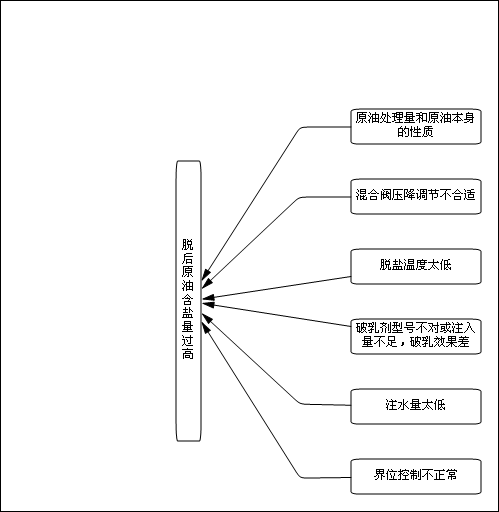 原油处理量和原油本身
的性质
混合阀压降调节不合适
脱后原油含盐量过高
脱盐温度太低
破乳剂型号不对或注入
量不足，破乳效果差
注水量太低
界位控制不正常